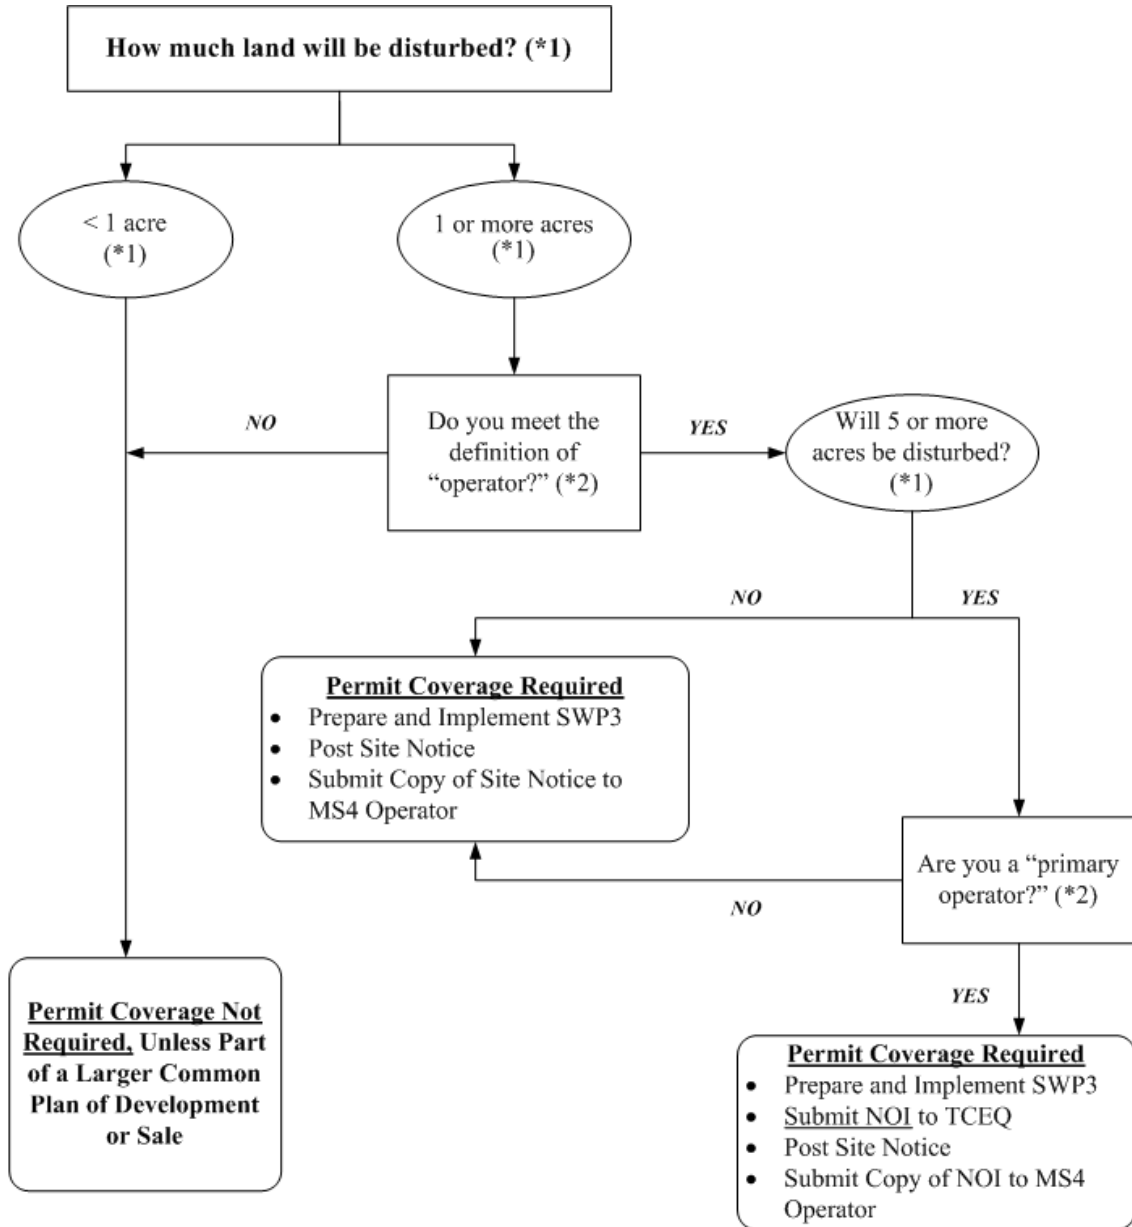 How much land will be disturbed? (*1)
< 1 acre
(*1)
1 or more acres
(*1)
Do you meet the
definition of
“operator?” (*2)
NO
YES
Will 5 or more
acres be disturbed?
(*1)
NO
YES
Permit Coverage Required
• Prepare and Implement SWP3
• Post Site Notice
• Submit Copy of Site Notice to
MS4 Operator
Are you a “primary
operator?” (*2)
NO
YES
Permit Coverage Not
Required, Unless Part
of a Larger Common
Plan of Development
or Sale
Permit Coverage Required
• Prepare and Implement SWP3
• Submit NOI to TCEQ
• Post Site Notice
• Submit Copy of NOI to MS4
Operator